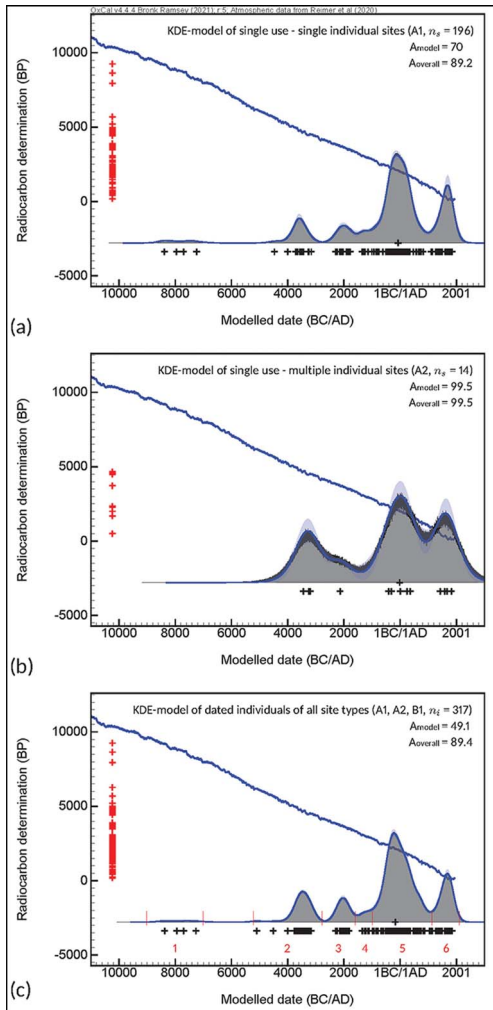 OxCal v4.4.4 Bronk Ramsey (2021); r:5; Atmospheric data from Reimer et al (2020)
KDE-model of single use - single individual sites (A1, nₛ = 196)
Amodel = 70
Aoverall = 89.2
Radiocarbon determination (BP)
10000
5000
0
-5000
10000 8000 6000 4000 2000 1BC/1AD 2001
Modelled date (BC/AD)
(a)
KDE-model of single use - multiple individual sites (A2, nₛ = 14)
Amodel = 99.5
Aoverall = 99.5
Radiocarbon determination (BP)
10000
5000
0
-5000
10000 8000 6000 4000 2000 1BC/1AD 2001
Modelled date (BC/AD)
(b)
KDE-model of dated individuals of all site types (A1, A2, B1, nᵢ = 317)
Amodel = 49.1
Aoverall = 89.4
Radiocarbon determination (BP)
10000
5000
0
-5000
1 2 3 4 5 6
10000 8000 6000 4000 2000 1BC/1AD 2001
Modelled date (BC/AD)
(c)